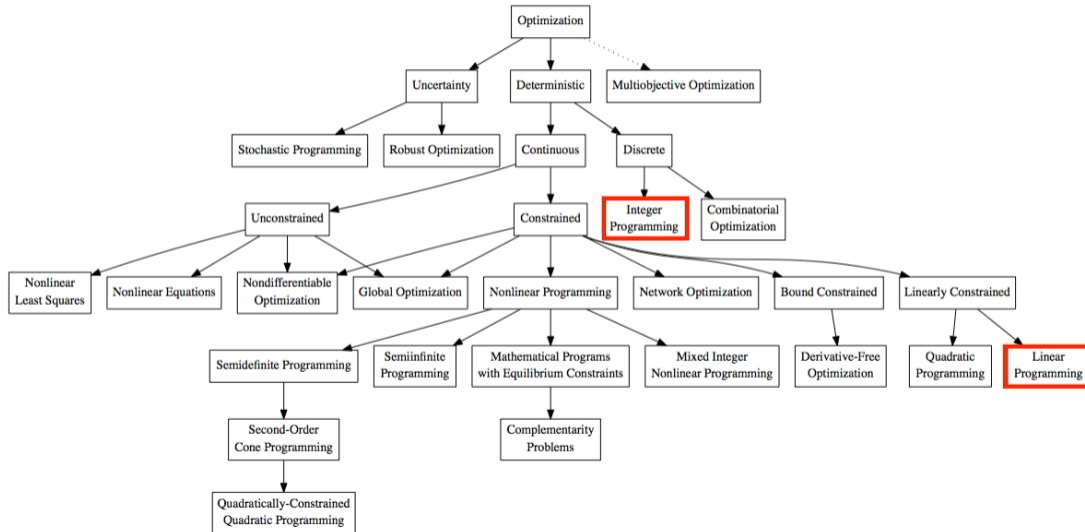 Optimization
Uncertainty
Deterministic
Multiobjective Optimization
Stochastic Programming
Robust Optimization
Continuous
Discrete
Unconstrained
Constrained
Integer
Programming
Combinatorial
Optimization
Nonlinear
Least Squares
Nonlinear Equations
Nondifferentiable
Optimization
Global Optimization
Nonlinear Programming
Network Optimization
Bound Constrained
Linearly Constrained
Semidefinite Programming
Semiinfinite
Programming
Mathematical Programs
with Equilibrium Constraints
Mixed Integer
Nonlinear Programming
Derivative-Free
Optimization
Quadratic
Programming
Linear
Programming
Second-Order
Cone Programming
Complementarity
Problems
Quadratically-Constrained
Quadratic Programming